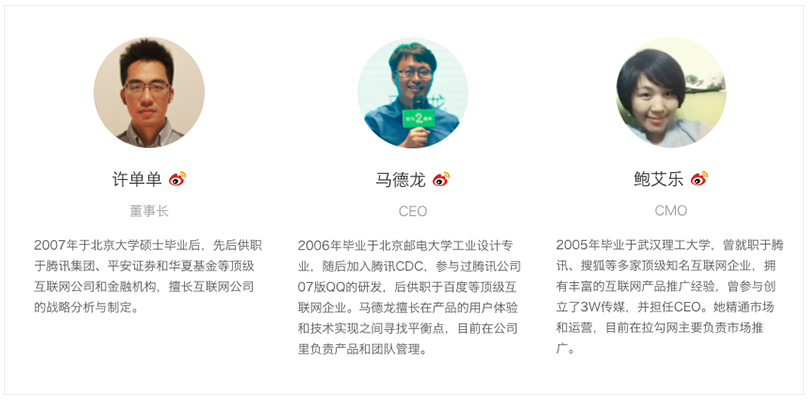 许单单
董事长
2007年于北京大学硕士毕业后，先后供职
于腾讯集团、平安证券和华夏基金等顶级
互联网公司和金融机构，擅长互联网公司
的战略分析与制定。
马德龙
CEO
2006年毕业于北京邮电大学工业设计专
业，随后加入腾讯CDC，参与过腾讯公司
07版QQ的研发，后供职于百度等顶级互
联网企业。马德龙擅长在产品的用户体验
和技术实现之间寻找平衡点，目前在公司
里负责产品和团队管理。
鲍艾乐
CMO
2005年毕业于武汉理工大学，曾就职于腾
讯、搜狐等多家顶级知名互联网企业，拥
有丰富的互联网产品推广经验，曾参与创
立了3W传媒，并担任CEO。她精通市场
和运营，目前在拉勾网主要负责市场推
广。